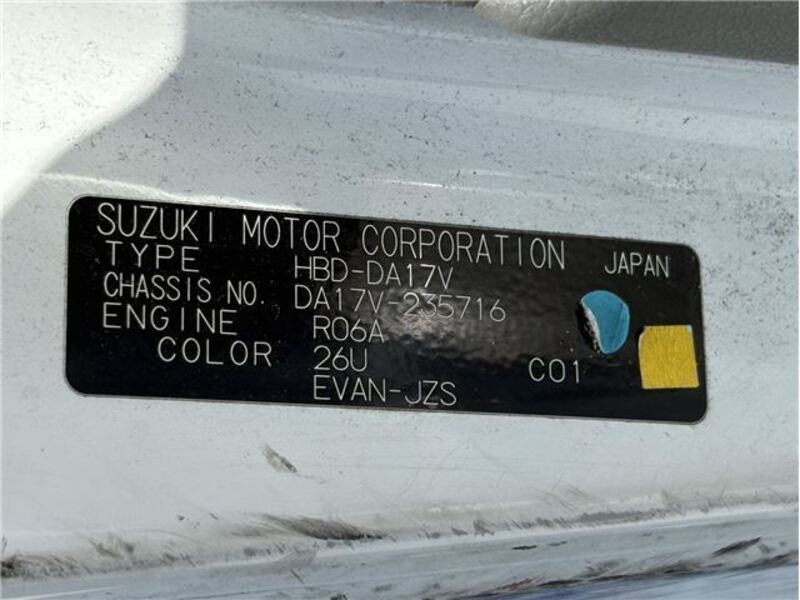 SUZUKI MOTOR CORPORATION JAPAN
TYPE HBD-DA17V
CHASSIS NO. DA17V-235716
ENGINE R06A
COLOR 26U C01
EVAN-JZS